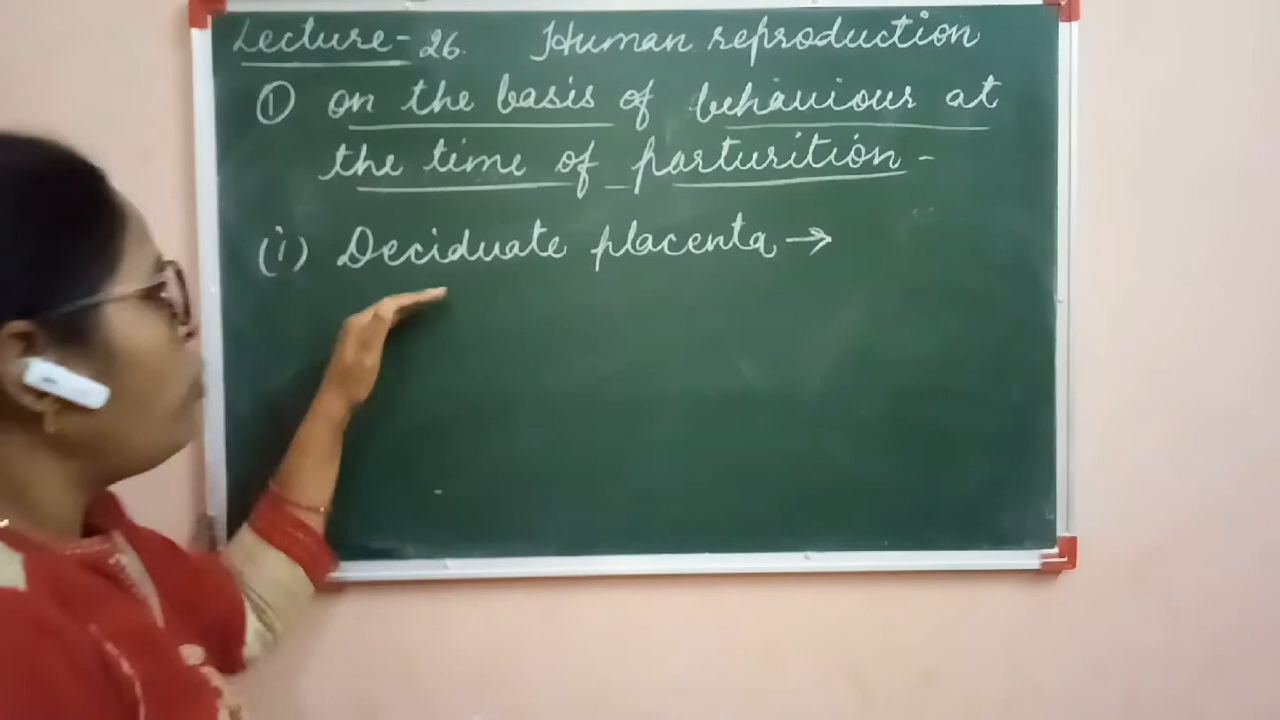 Lecture-26. Human reproduction
① on the basis of behaviour at
the time of parturition -
(i) Deciduate placenta →